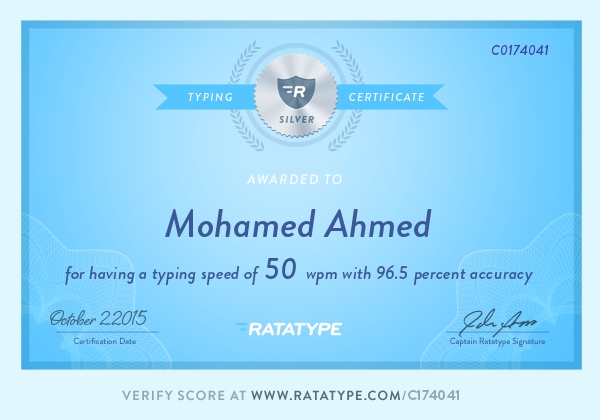 C0174041
TYPING
R
SILVER
CERTIFICATE
AWARDED TO
Mohamed Ahmed
for having a typing speed of 50 wpm with 96.5 percent accuracy
October 2 2015
Certification Date
RATATYPE
Captain Ratatype Signature
VERIFY SCORE AT WWW.RATATYPE.COM/C174041